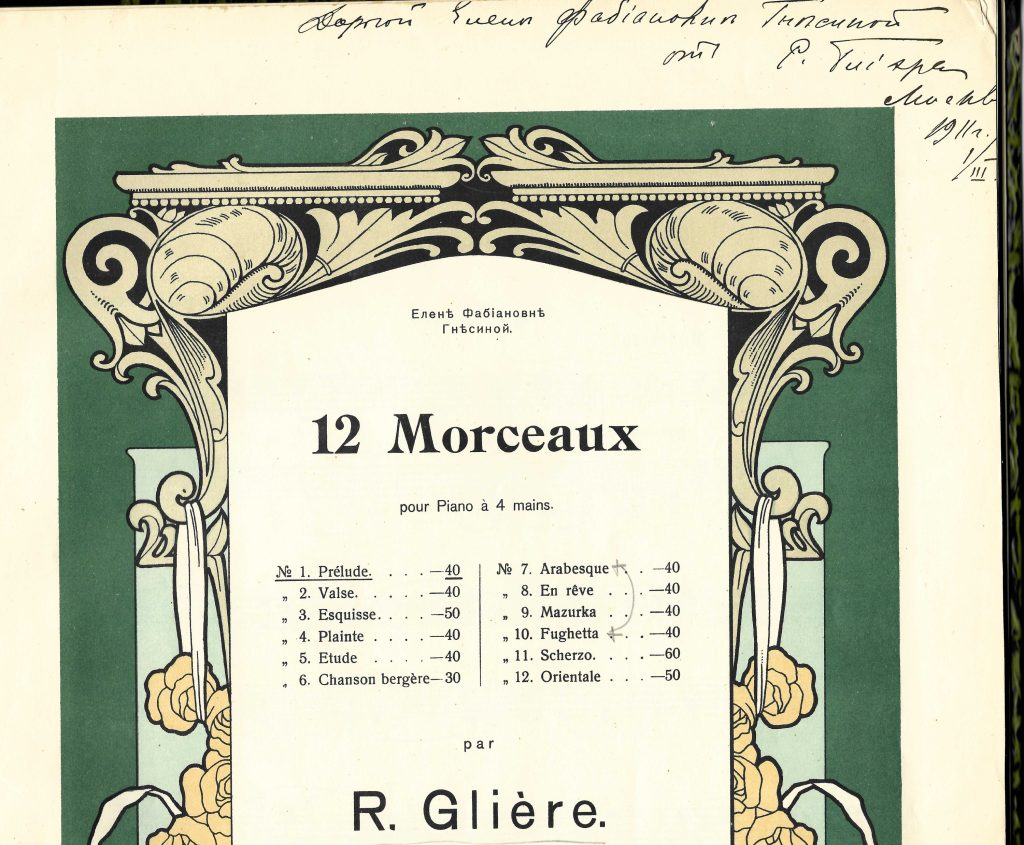 Дорогой Елене Фабіановне Гнесиной
от Р. Глиэра
Москва
1911 г.
1/III
Еленѣ Фабіановнѣ
Гнѣсиной.
12 Morceaux
pour Piano à 4 mains.
№ 1. Prélude. . . . —40
„ 2. Valse. . . . . —40
„ 3. Esquisse. . . . —50
„ 4. Plainte . . . . —40
„ 5. Etude . . . . —40
„ 6. Chanson bergère—30
№ 7. Arabesque . . —40
„ 8. En rêve . . . —40
„ 9. Mazurka . . . —40
„ 10. Fughetta . . . —40
„ 11. Scherzo. . . . —60
„ 12. Orientale . . . —50
par
R. Glière.